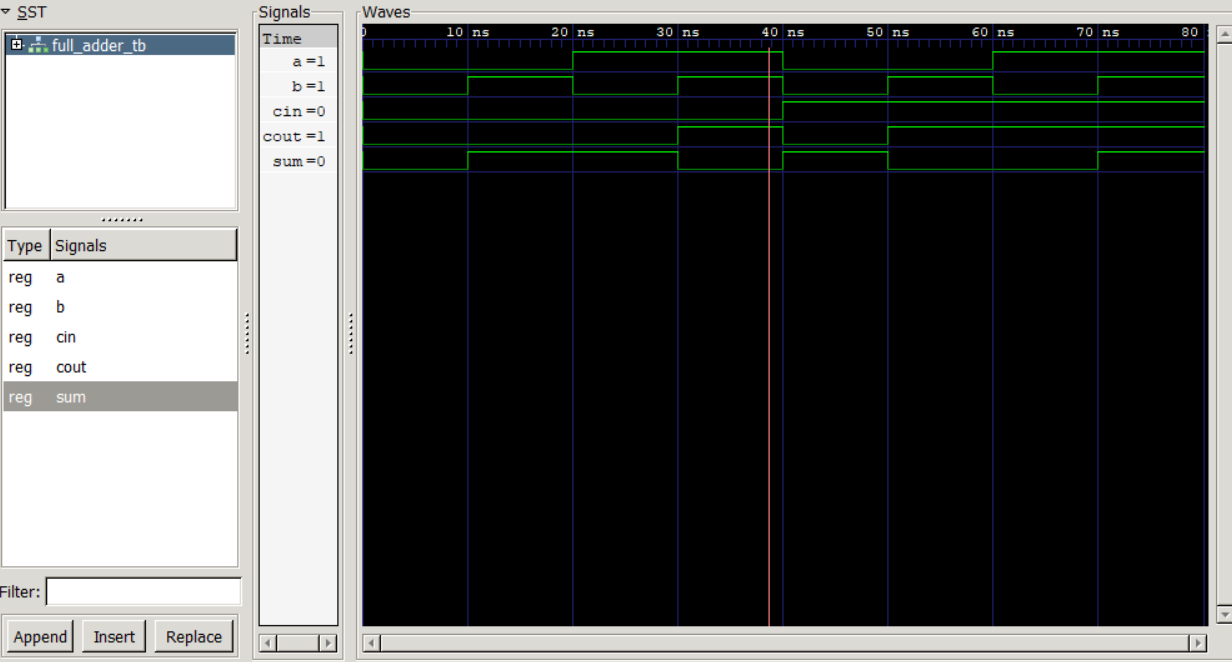 SST
full_adder_tb
Type Signals
reg a
reg b
reg cin
reg cout
reg sum
Filter:
Append Insert Replace
Signals
Time
a=1
b=1
cin=0
cout=1
sum=0
Waves
0 10 ns 20 ns 30 ns 40 ns 50 ns 60 ns 70 ns 80